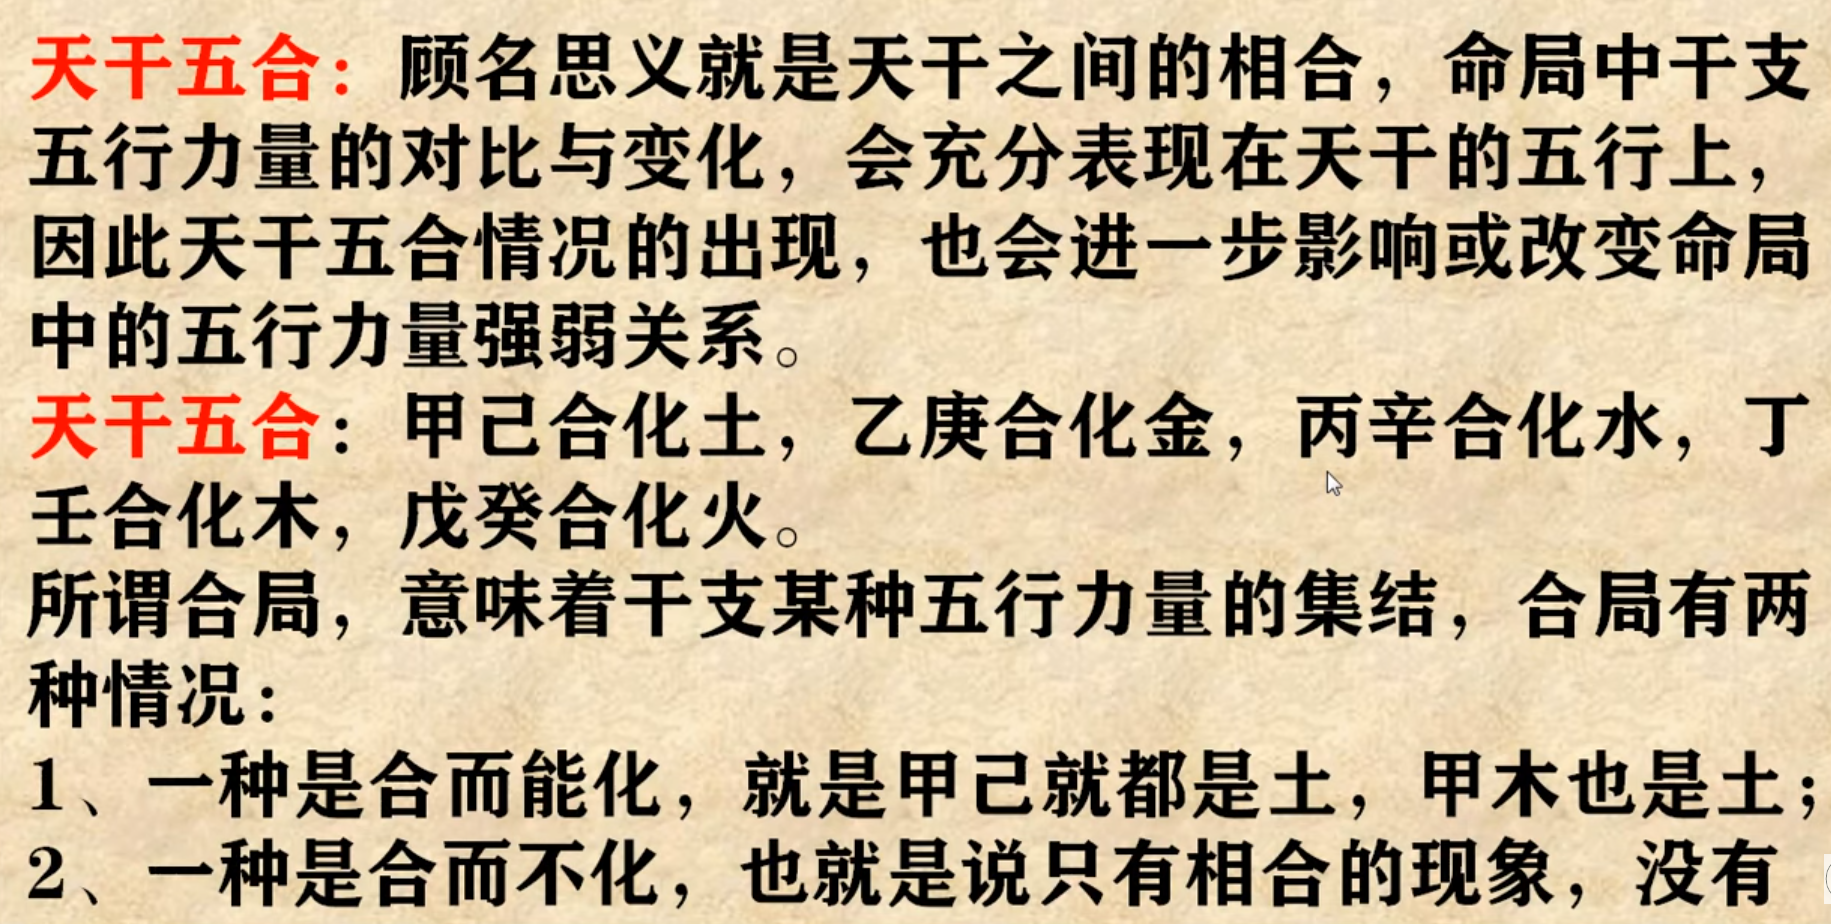 天干五合：顾名思义就是天干之间的相合，命局中干支
五行力量的对比与变化，会充分表现在天干的五行上，
因此天干五合情况的出现，也会进一步影响或改变命局
中的五行力量强弱关系。
天干五合：甲己合化土，乙庚合化金，丙辛合化水，丁
壬合化木，戊癸合化火。
所谓合局，意味着干支某种五行力量的集结，合局有两
种情况：
1、一种是合而能化，就是甲己就都是土，甲木也是土；
2、一种是合而不化，也就是说只有相合的现象，没有